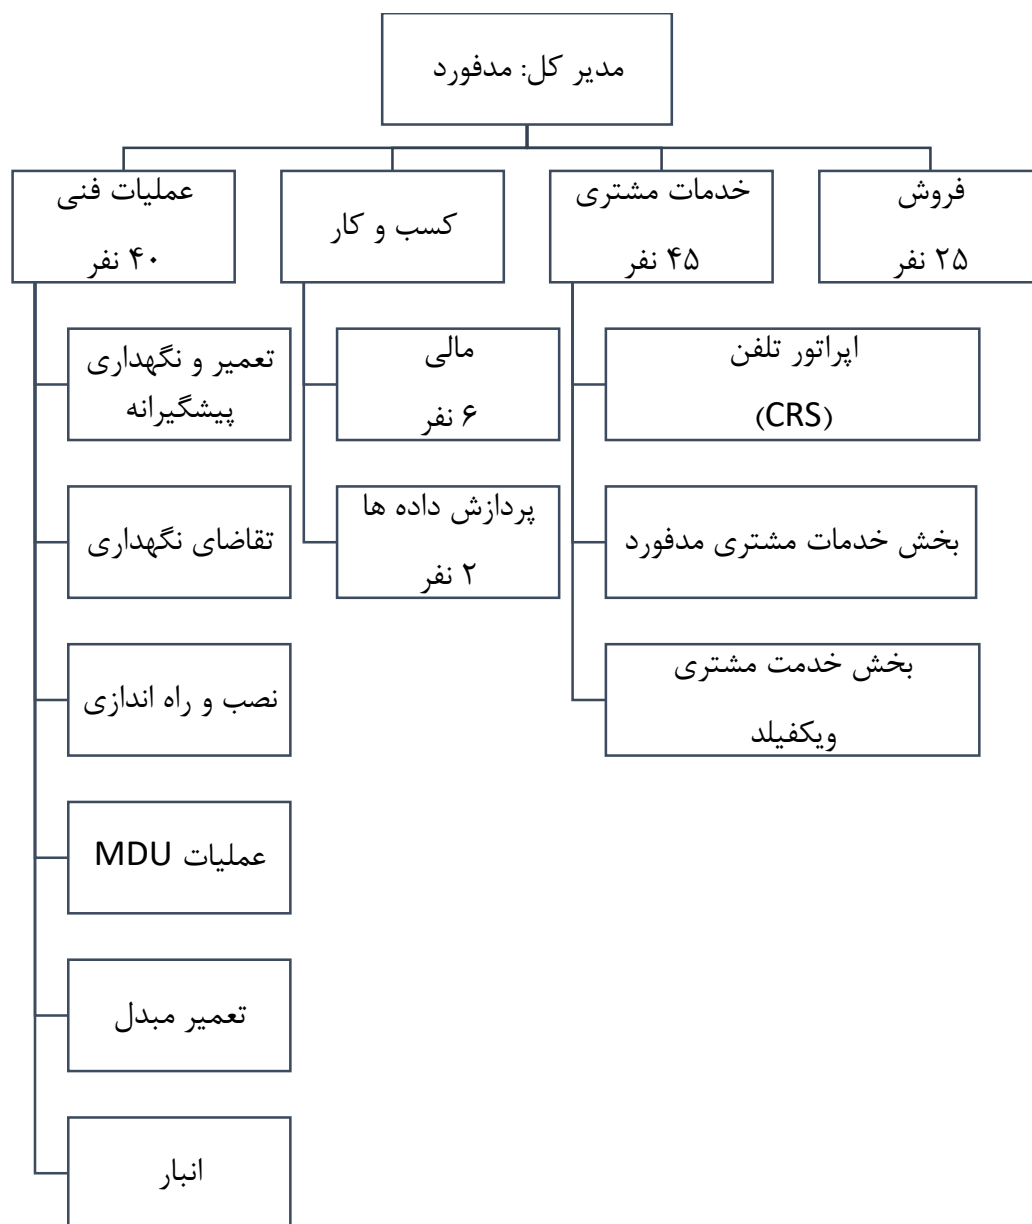 مدیر کل: مدفورد
فروش
۲۵ نفر
خدمات مشتری
۴۵ نفر
کسب و کار
عملیات فنی
۴۰ نفر
اپراتور تلفن
(CRS)
بخش خدمات مشتری مدفورد
بخش خدمت مشتری
ویکفیلد
مالی
۶ نفر
پردازش داده ها
۲ نفر
تعمیر و نگهداری
پیشگیرانه
تقاضای نگهداری
نصب و راه اندازی
عملیات MDU
تعمیر مبدل
انبار